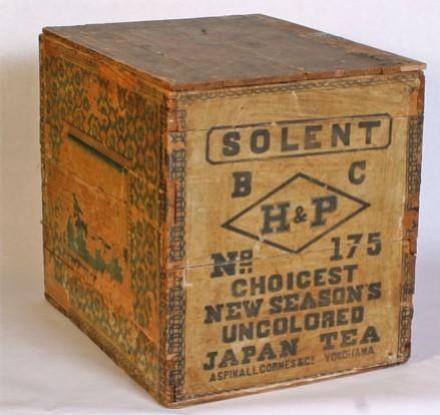 SOLENT
B C
H&P
No 175
CHOICEST
NEW SEASON'S
UNCOLORED
JAPAN TEA
ASPINALL CORNES & Co. YOKOHAMA